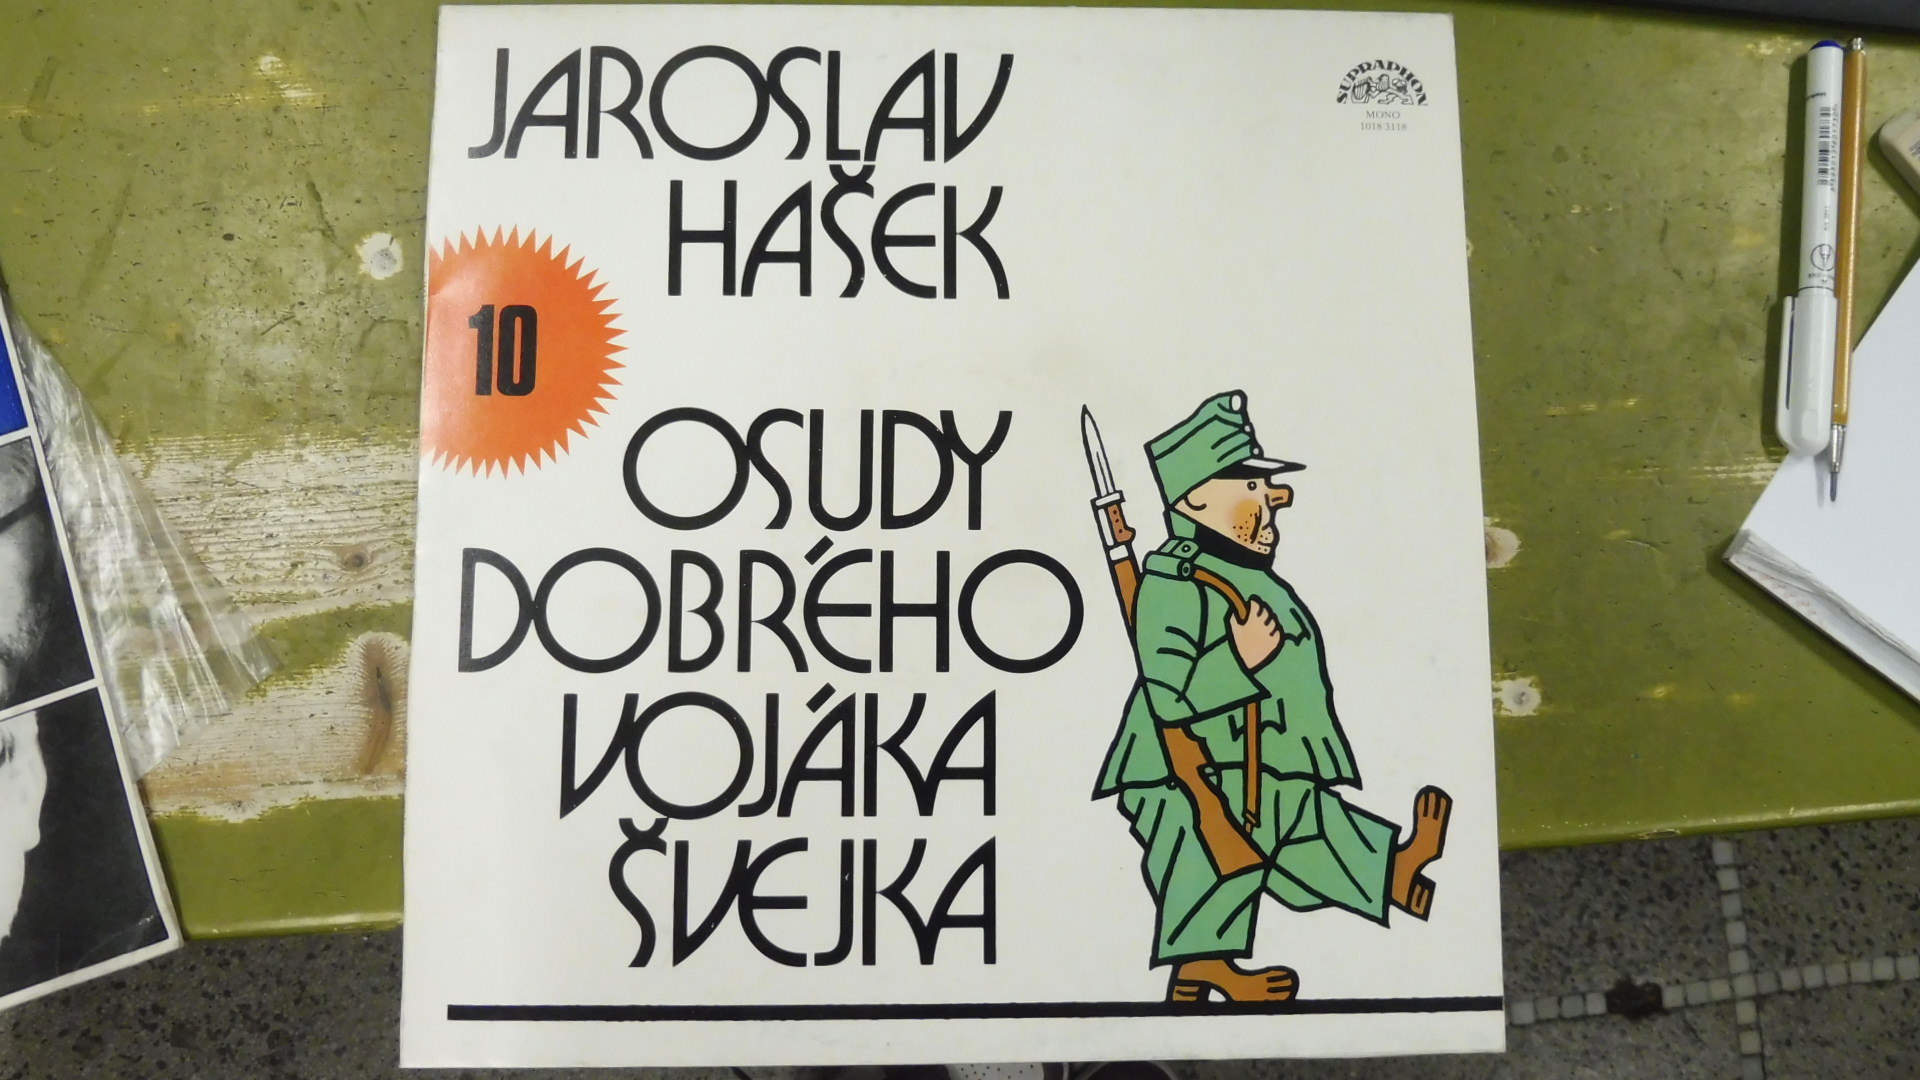 JAROSLAV
HAŠEK
SUPRAPHON
MONO
1018 3118
10
OSUDY
DOBRÉHO
VOJÁKA
ŠVEJKA